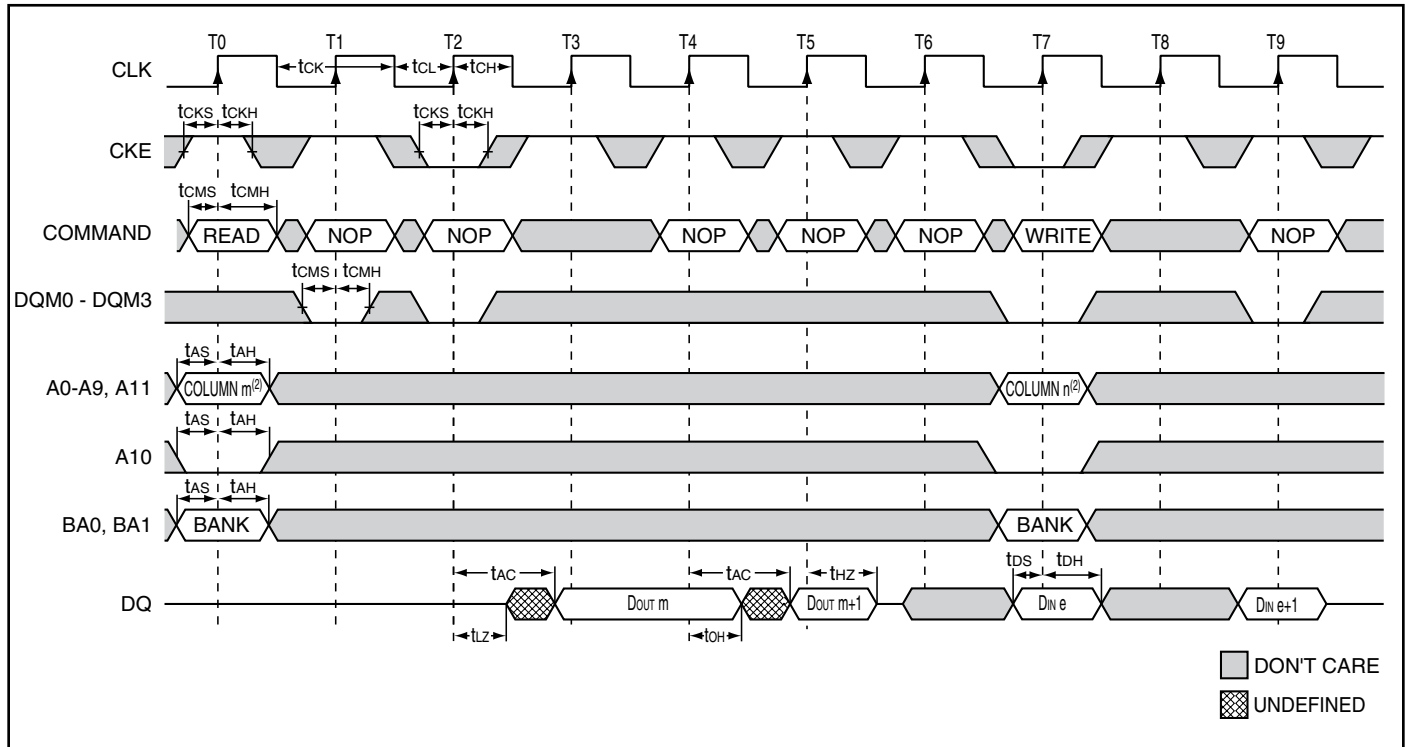 T0 T1 T2 T3 T4 T5 T6 T7 T8 T9
CLK tCK tCL tCH
tCKS tCKH tCKS tCKH
CKE
tCMS tCMH
COMMAND READ NOP NOP NOP NOP NOP WRITE NOP
tCMS tCMH
DQM0 - DQM3
tAS tAH
A0-A9, A11 COLUMN m(2) COLUMN n(2)
tAS tAH
A10
tAS tAH
BA0, BA1 BANK BANK
tAC tAC tHZ tDS tDH
DQ DOUT m DOUT m+1 DIN e DIN e+1
tLZ tOH
DON'T CARE
UNDEFINED